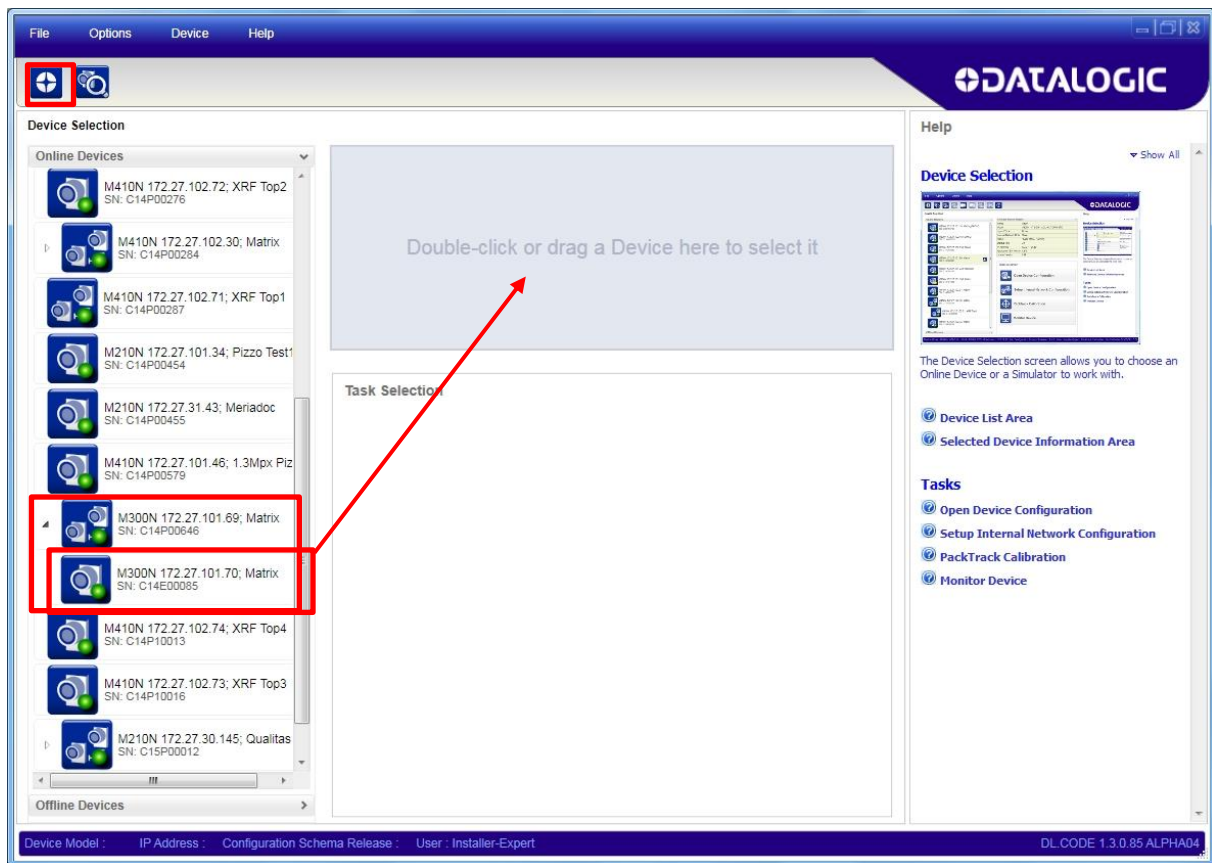 File Options Device Help
DATALOGIC
Device Selection
Online Devices
M410N 172.27.102.72; XRF Top2
SN: C14P00276
M410N 172.27.102.30; Matrix
SN: C14P00284
M410N 172.27.102.71; XRF Top1
SN: C14P00287
M210N 172.27.101.34; Pizzo Test1
SN: C14P00454
M210N 172.27.31.43; Meriadoc
SN: C14P00455
M410N 172.27.101.46; 1.3Mpx Piz
SN: C14P00579
M300N 172.27.101.69; Matrix
SN: C14P00646
M300N 172.27.101.70; Matrix
SN: C14E00085
M410N 172.27.102.74; XRF Top4
SN: C14P10013
M410N 172.27.102.73; XRF Top3
SN: C14P10016
M210N 172.27.30.145; Qualitas
SN: C15P00012
Offline Devices
Double-click or drag a Device here to select it
Task Selection
Help
Show All
Device Selection
DATALOGIC
The Device Selection screen allows you to choose an
Online Device or a Simulator to work with.
Device List Area
Selected Device Information Area
Tasks
Open Device Configuration
Setup Internal Network Configuration
PackTrack Calibration
Monitor Device
Device Model : IP Address : Configuration Schema Release : User : Installer-Expert
DL.CODE 1.3.0.85 ALPHA04